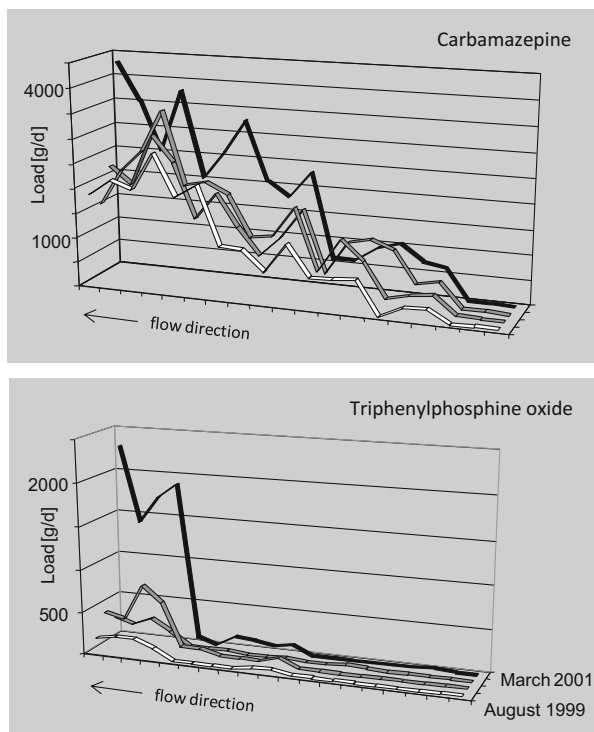 Carbamazepine
4000
Load [g/d]
1000
flow direction
Triphenylphosphine oxide
2000
Load [g/d]
500
flow direction
March 2001
August 1999